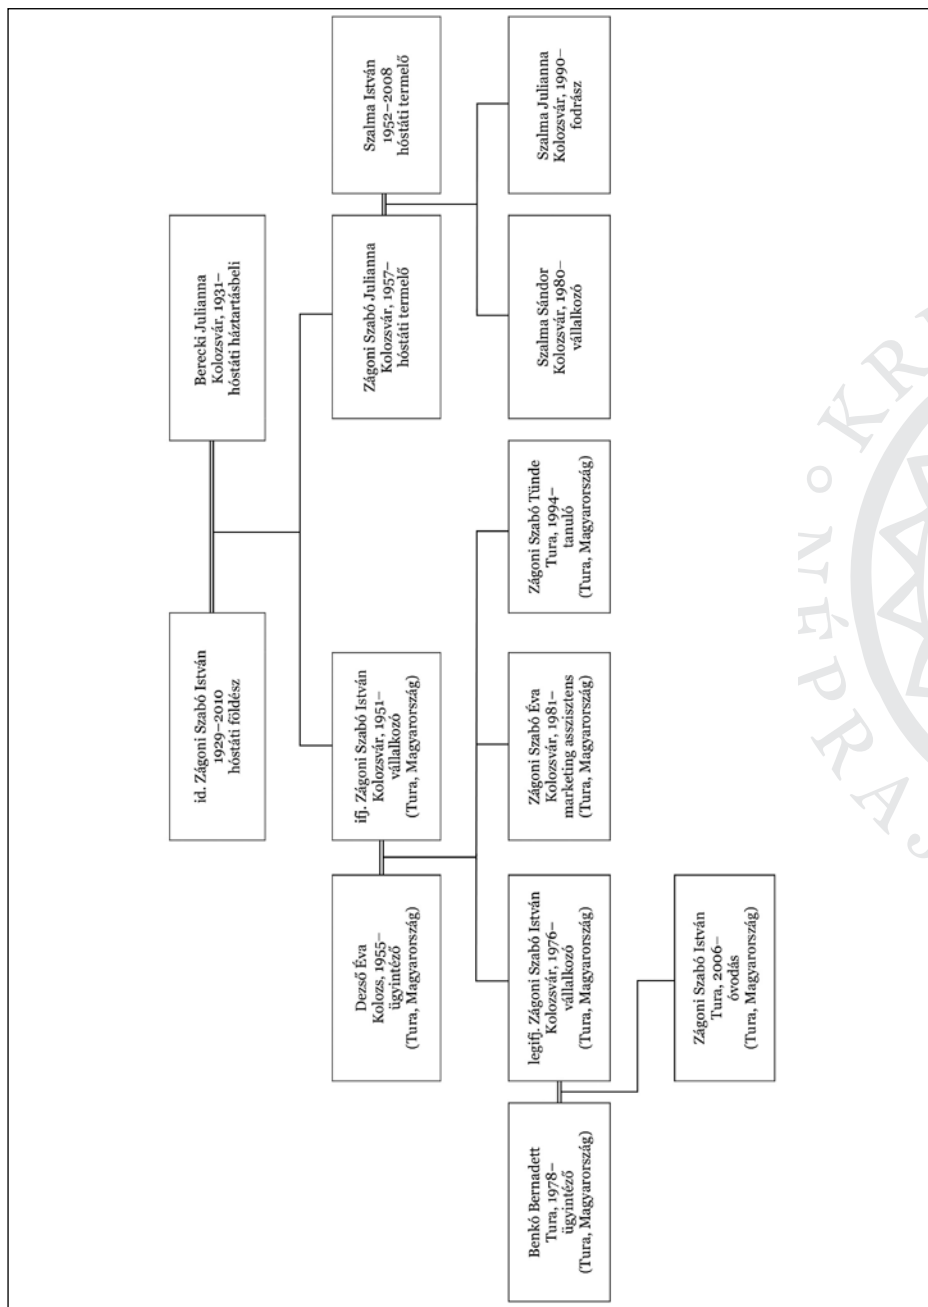 id. Zágoni Szabó István
1929–2010
hóstáti földész
Berecki Julianna
Kolozsvár, 1931–
hóstáti háztartásbeli
Dezső Éva
Kolozs, 1955–
ügyintéző
(Tura, Magyarország)
ifj. Zágoni Szabó István
Kolozsvár, 1951–
vállalkozó
(Tura, Magyarország)
Zágoni Szabó Julianna
Kolozsvár, 1957–
hóstáti termelő
Szalma István
1952–2008
hóstáti termelő
Benkó Bernadett
Tura, 1978–
ügyintéző
(Tura, Magyarország)
legifj. Zágoni Szabó István
Kolozsvár, 1976–
vállalkozó
(Tura, Magyarország)
Zágoni Szabó Éva
Kolozsvár, 1981–
marketing asszisztens
(Tura, Magyarország)
Zágoni Szabó Tünde
Tura, 1994–
tanuló
(Tura, Magyarország)
Szalma Sándor
Kolozsvár, 1980–
vállalkozó
Szalma Julianna
Kolozsvár, 1990–
fodrász
Zágoni Szabó István
Tura, 2006–
óvodás
(Tura, Magyarország)